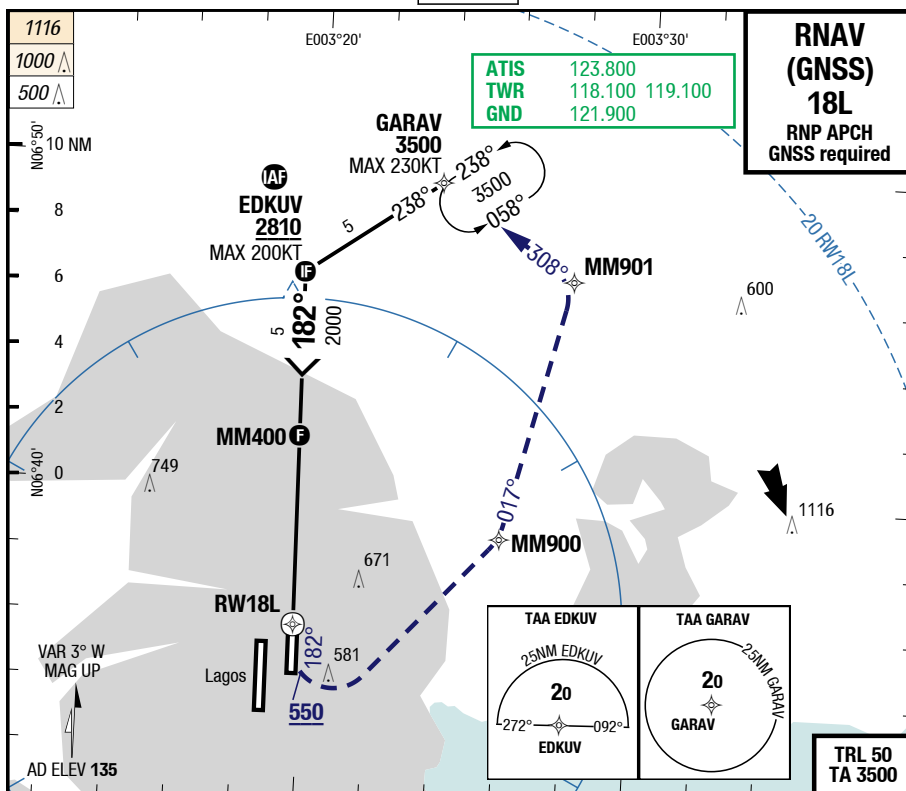 1116
1000
500
E003°20'
E003°30'
RNAV
(GNSS)
18L
RNP APCH
GNSS required
ATIS 123.800
TWR 118.100 119.100
GND 121.900
N06°50'
10 NM
8
6
4
2
0
N06°40'
GARAV
3500
MAX 230KT
238°
238°
3500
058°
IAF
EDKUV
2810
MAX 200KT
5
IF
308°
MM901
20 RW18L
600
5
182°
2000
MM400
F
749
017°
1116
MM900
671
RW18L
182°
581
Lagos
550
VAR 3° W
MAG UP
AD ELEV 135
TAA EDKUV
25NM EDKUV
20
272°
092°
EDKUV
TAA GARAV
25NM GARAV
20
GARAV
TRL 50
TA 3500